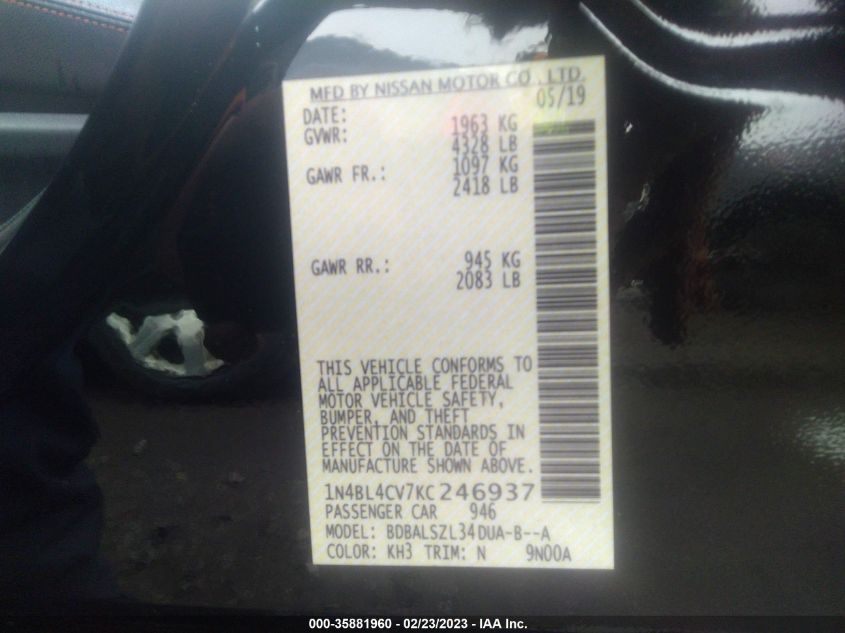 MFD BY NISSAN MOTOR CO., LTD.
DATE: 05/19
GVWR: 1963 KG
4328 LB
GAWR FR.: 1097 KG
2418 LB
GAWR RR.: 945 KG
2083 LB
THIS VEHICLE CONFORMS TO
ALL APPLICABLE FEDERAL
MOTOR VEHICLE SAFETY,
BUMPER, AND THEFT
PREVENTION STANDARDS IN
EFFECT ON THE DATE OF
MANUFACTURE SHOWN ABOVE.
1N4BL4CV7KC246937
PASSENGER CAR 946
MODEL: BDBALSZL34DUA-B--A
COLOR: KH3 TRIM: N 9N00A
000-35881960 - 02/23/2023 - IAA Inc.